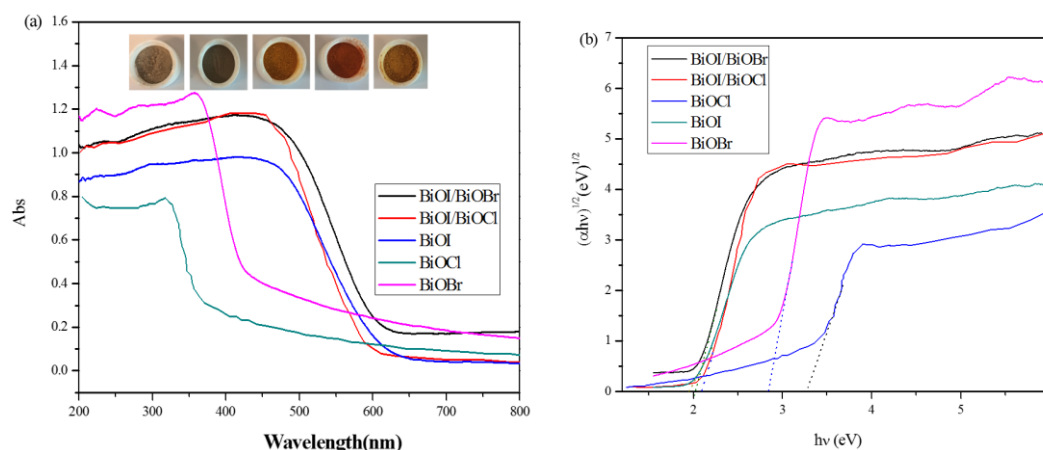 (a)
1.6
1.4
1.2
1.0
0.8
0.6
0.4
0.2
0.0
Abs
BiOI/BiOBr
BiOI/BiOCl
BiOI
BiOCl
BiOBr
200 300 400 500 600 700 800
Wavelength(nm)
(b)
7
6
5
4
3
2
1
0
(αhν)1/2(eV)1/2
BiOI/BiOBr
BiOI/BiOCl
BiOCl
BiOI
BiOBr
2 3 4 5
hν (eV)